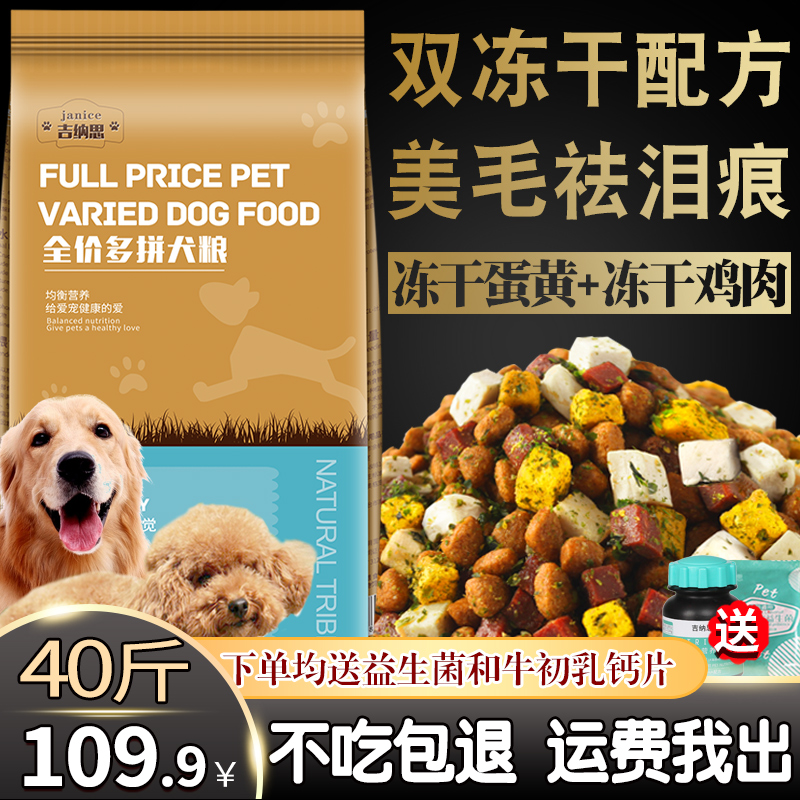 janice
吉纳思
FULL PRICE PET
VARIED DOG FOOD
全价多拼犬粮
均衡营养
给爱宠健康的爱
Balanced nutrition
Give pets a healthy love
NATURAL TRIB
双冻干配方
美毛祛泪痕
冻干蛋黄+冻干鸡肉
Pet
送
40斤
109.9¥
下单均送益生菌和牛初乳钙片
不吃包退 运费我出